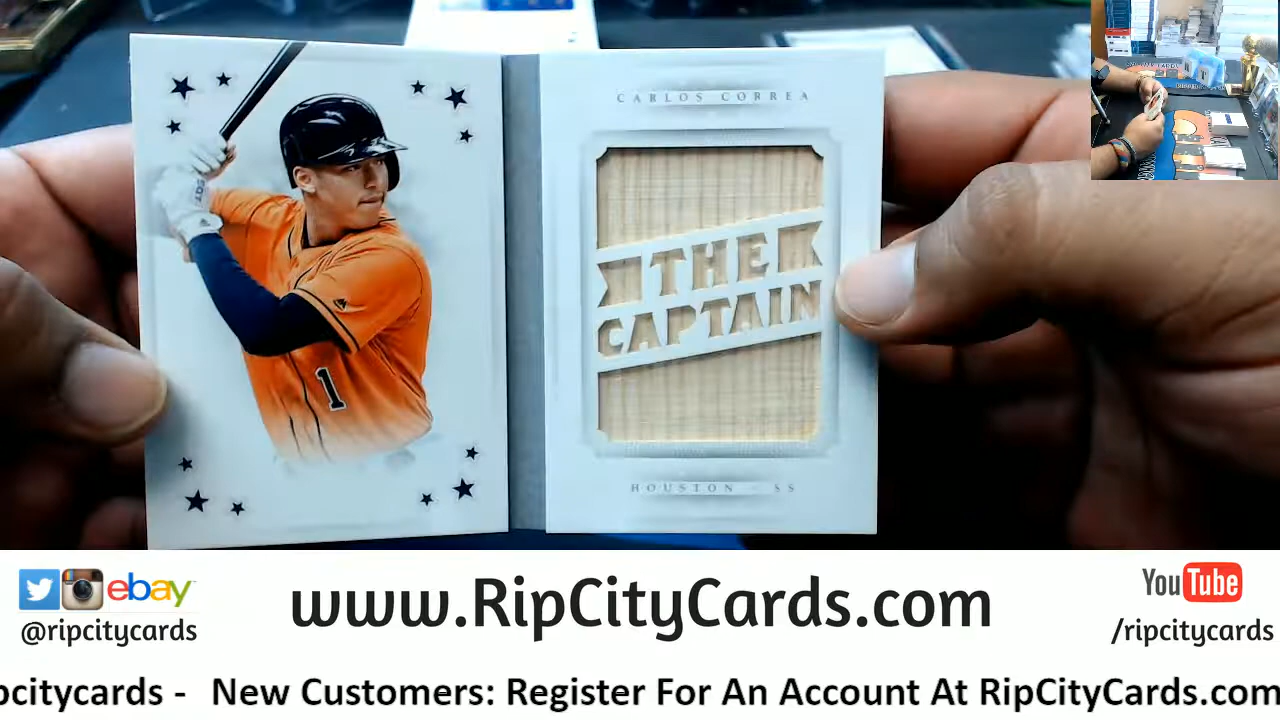 CARLOS CORREA
THE
CAPTAIN
HOUSTON - SS
1
ebay
@ripcitycards
www.RipCityCards.com
YouTube
/ripcitycards
pcitycards - New Customers: Register For An Account At RipCityCards.com